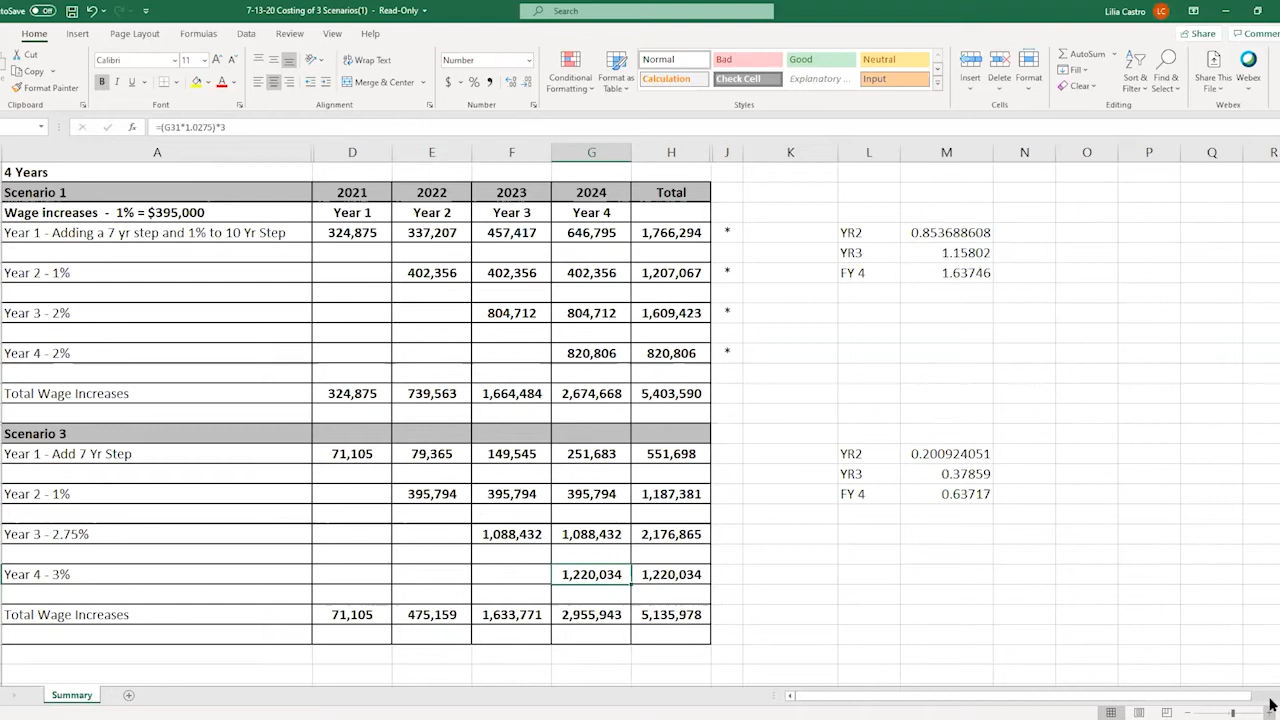 AutoSave Off 7-13-20 Costing of 3 Scenarios(1) - Read-Only Search Lilia Castro LC
Home Insert Page Layout Formulas Data Review View Help Share Comments
Cut
Copy
Format Painter
Clipboard
Calibri 11
B I U
Font
Wrap Text
Merge & Center
Alignment
Number
$ % ,
Number
Conditional Formatting
Format as Table
Normal Bad Good Neutral
Calculation Check Cell Explanatory ... Input
Styles
Insert Delete Format
Cells
AutoSum
Fill
Clear
Sort & Filter
Find & Select
Editing
Share This File
Webex
Webex
fx =(G31*1.0275)*3
A D E F G H J K L M N O P Q R
4 Years
Scenario 1 2021 2022 2023 2024 Total
Wage increases - 1% = $395,000 Year 1 Year 2 Year 3 Year 4
Year 1 - Adding a 7 yr step and 1% to 10 Yr Step 324,875 337,207 457,417 646,795 1,766,294 * YR2 0.853688608
YR3 1.15802
Year 2 - 1% 402,356 402,356 402,356 1,207,067 * FY 4 1.63746
Year 3 - 2% 804,712 804,712 1,609,423 *
Year 4 - 2% 820,806 820,806 *
Total Wage Increases 324,875 739,563 1,664,484 2,674,668 5,403,590
Scenario 3
Year 1 - Add 7 Yr Step 71,105 79,365 149,545 251,683 551,698 YR2 0.200924051
YR3 0.37859
Year 2 - 1% 395,794 395,794 395,794 1,187,381 FY 4 0.63717
Year 3 - 2.75% 1,088,432 1,088,432 2,176,865
Year 4 - 3% 1,220,034 1,220,034
Total Wage Increases 71,105 475,159 1,633,771 2,955,943 5,135,978
Summary